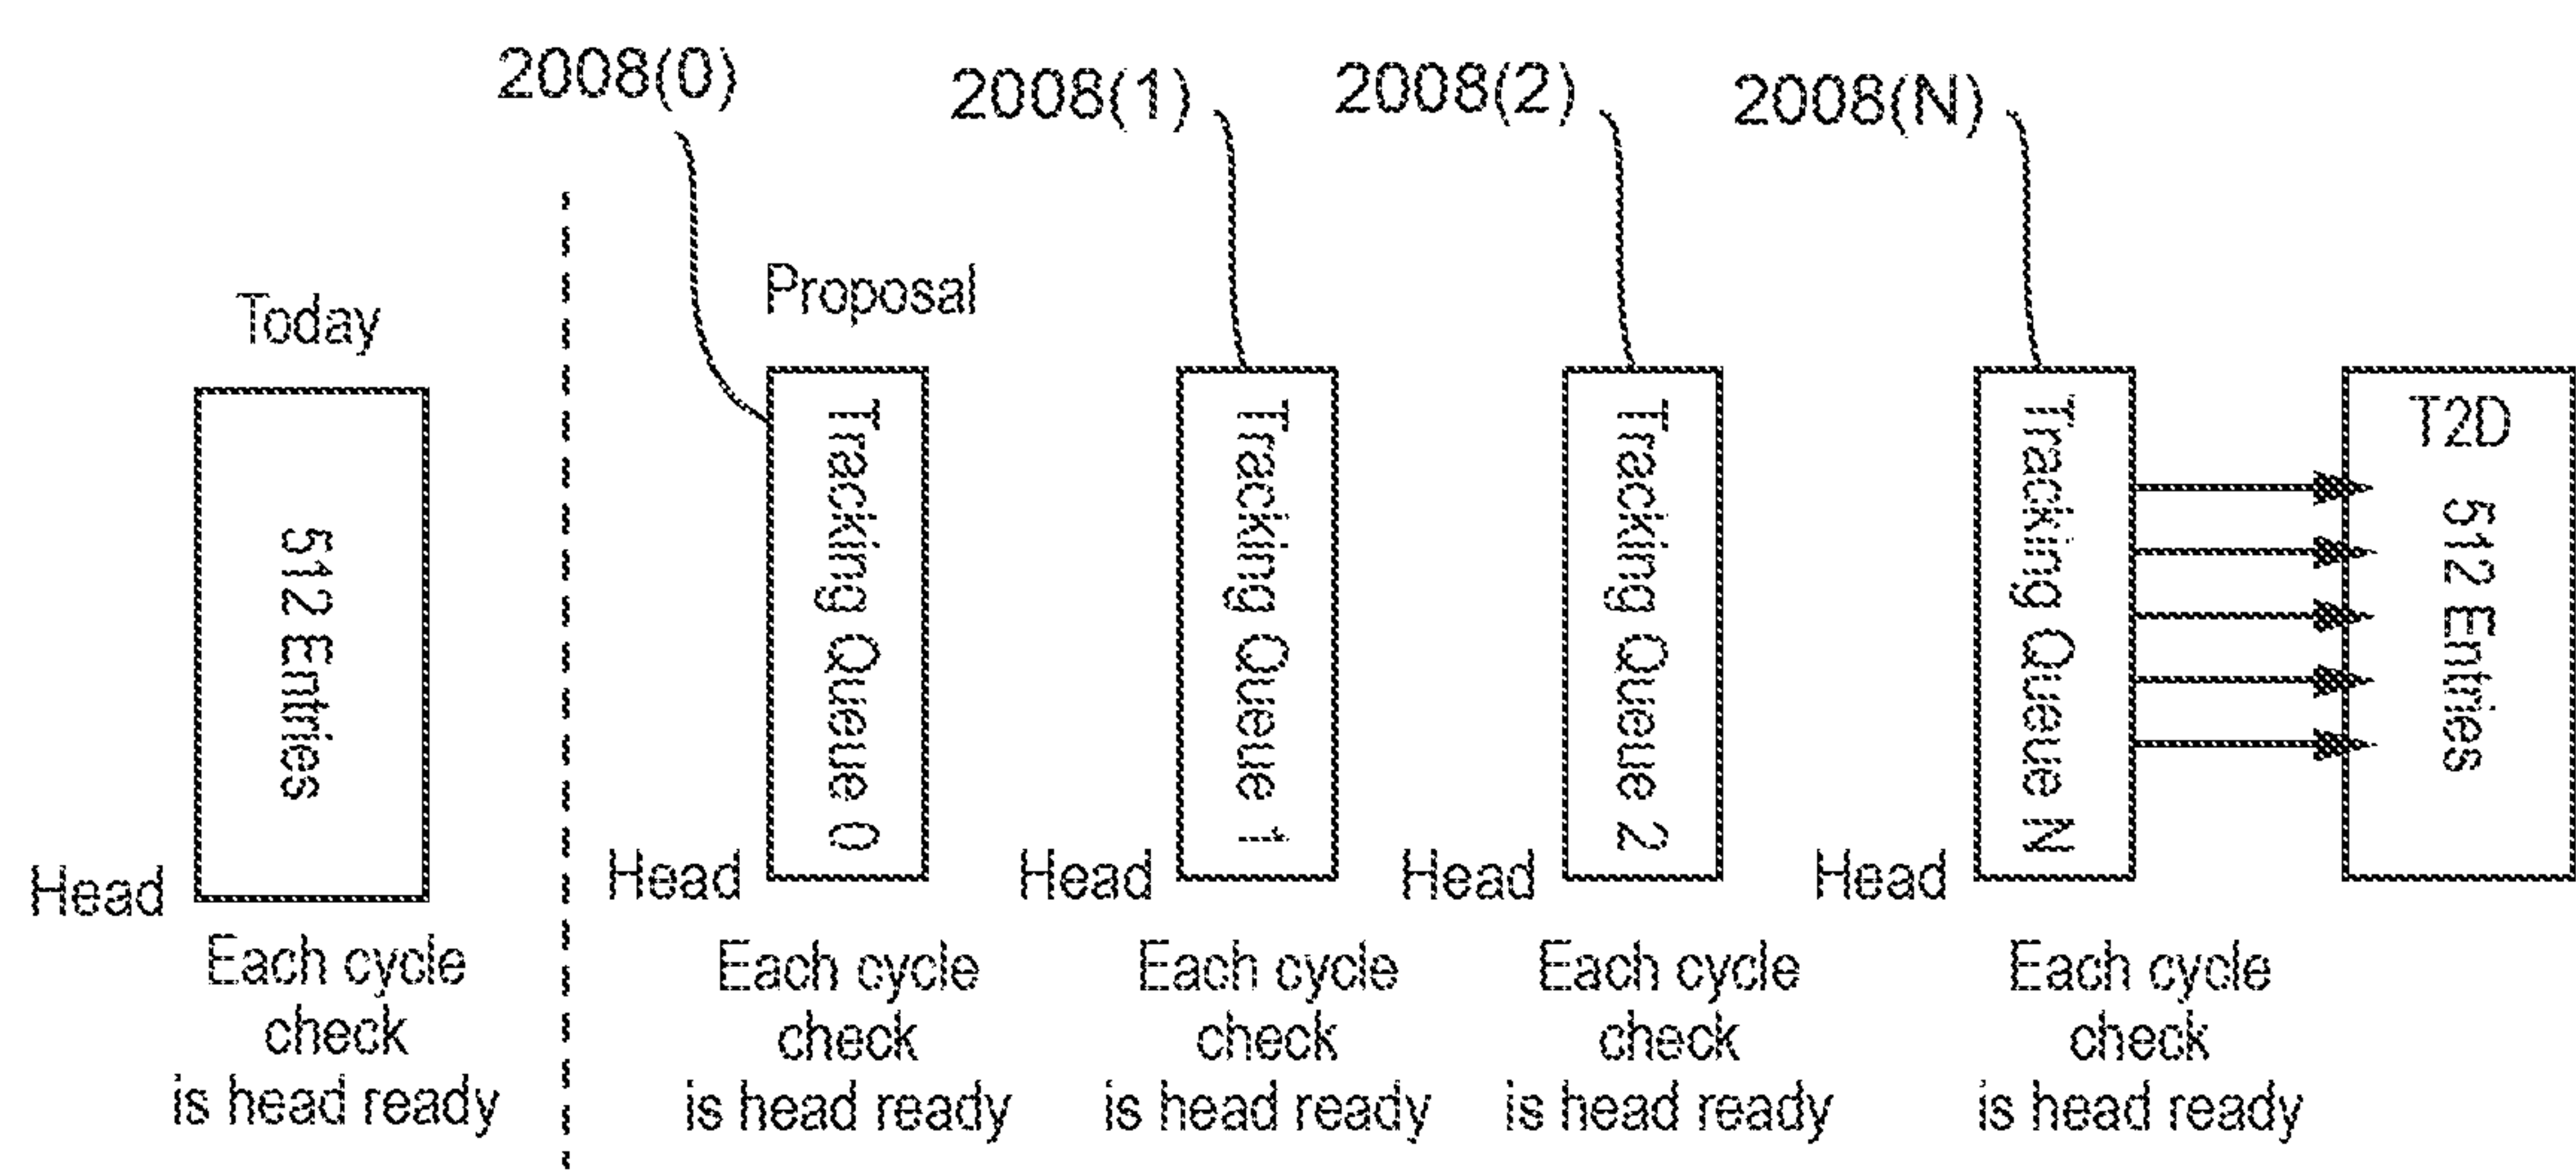 2008(0)
2008(1)
2008(2)
2008(N)
Today
512 Entries
Head
Each cycle
check
is head ready
Proposal
Tracking Queue 0
Head
Each cycle
check
is head ready
Tracking Queue 1
Head
Each cycle
check
is head ready
Tracking Queue 2
Head
Each cycle
check
is head ready
Tracking Queue N
Head
Each cycle
check
is head ready
T2D
512 Entries